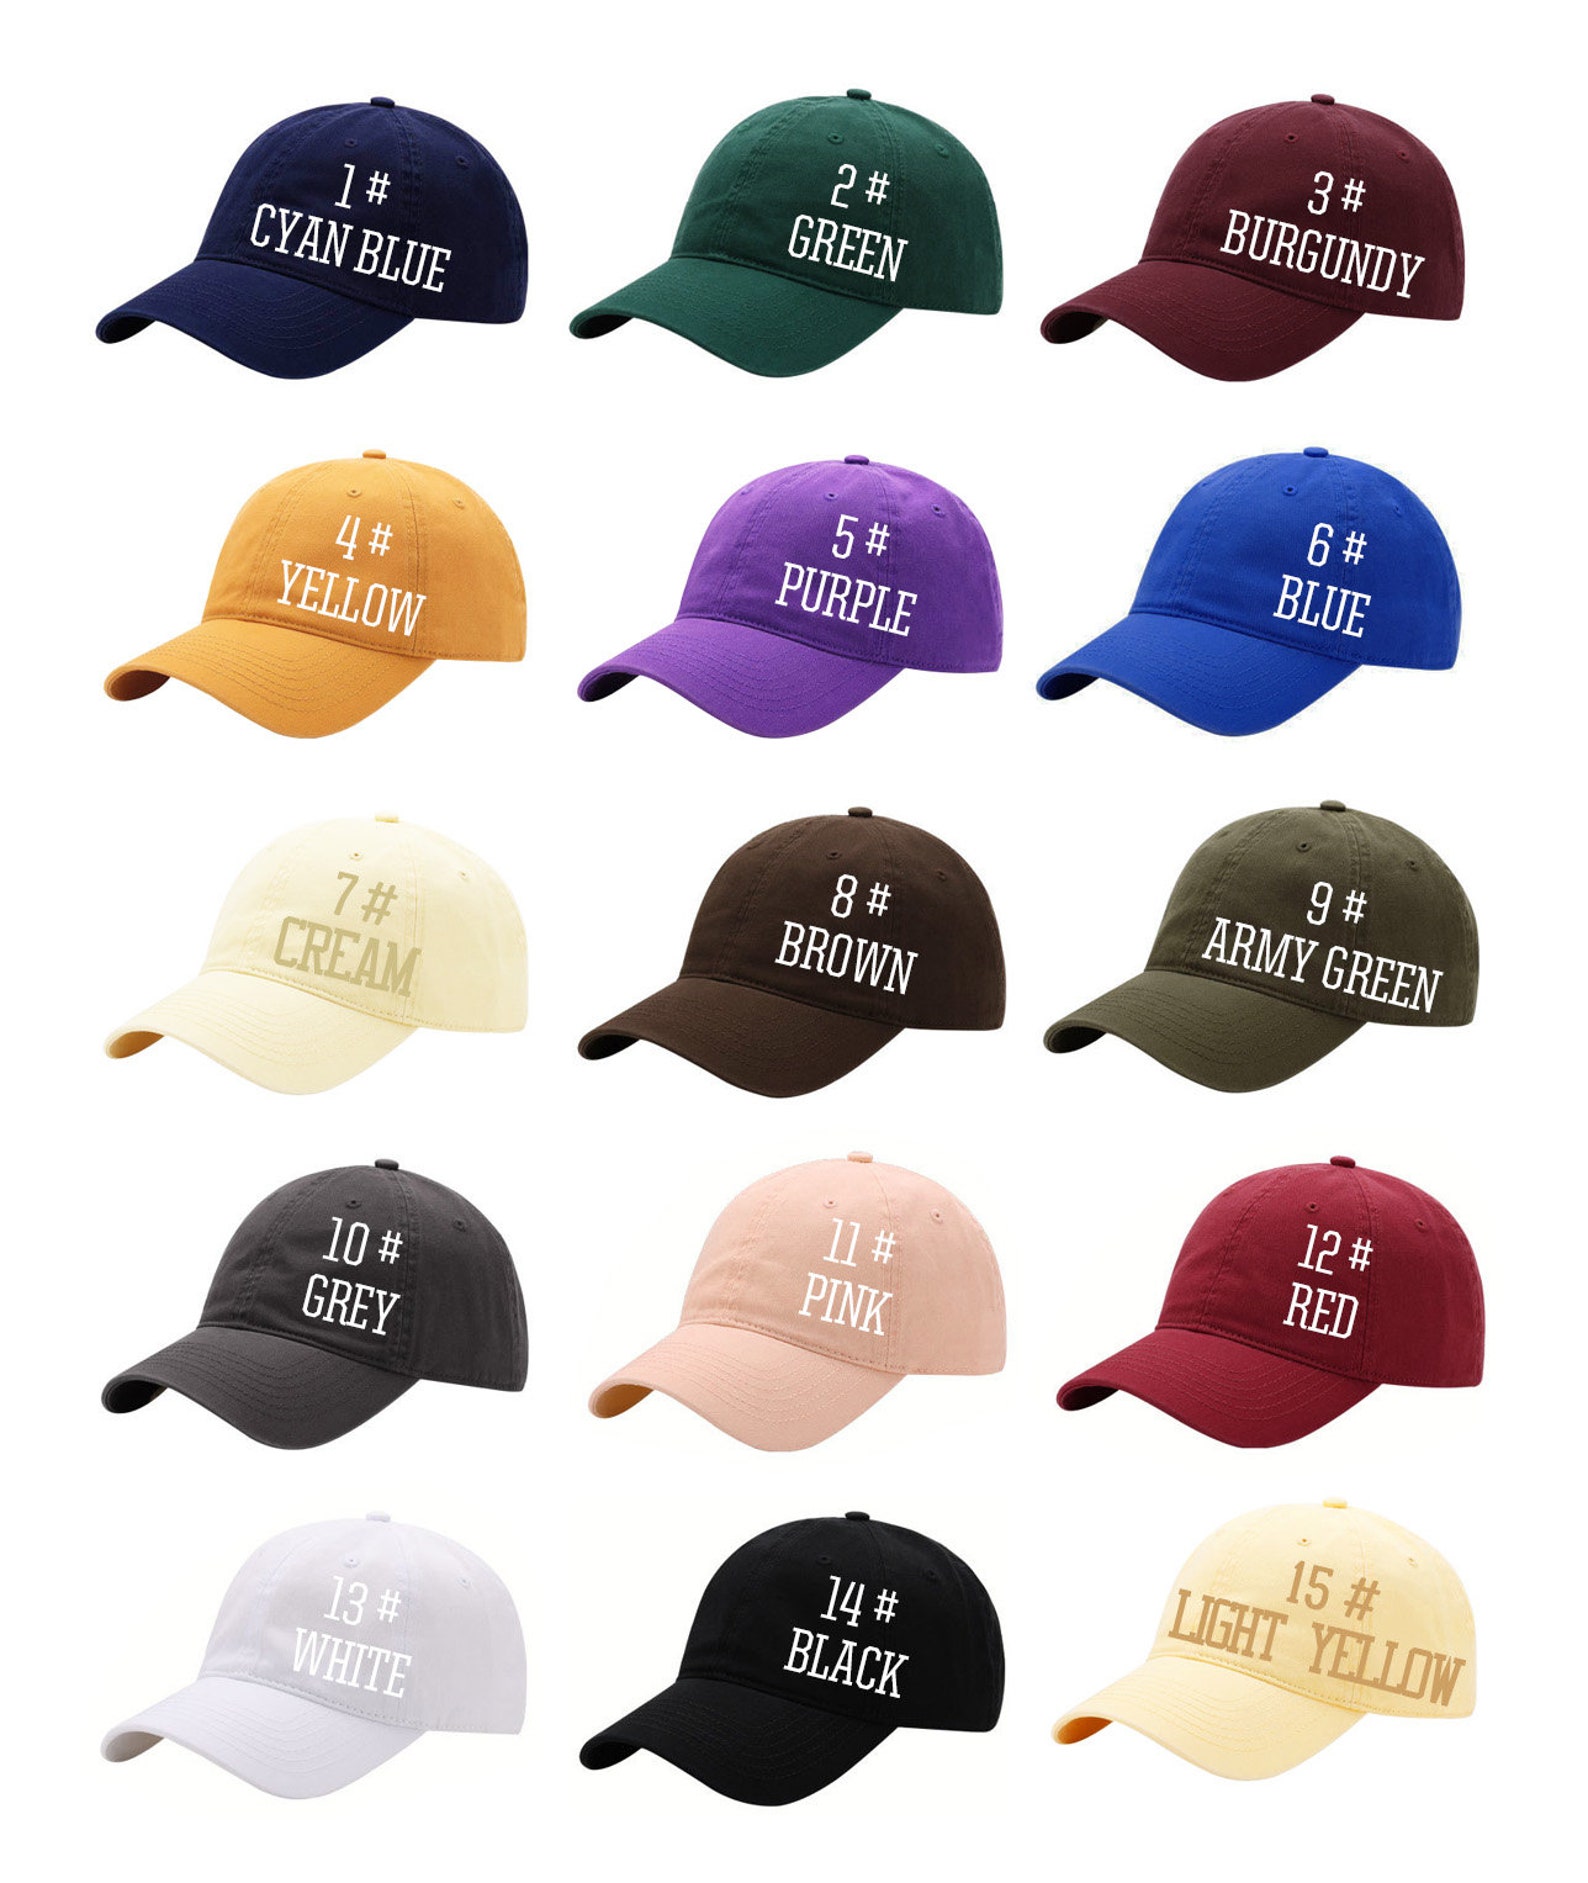 1 #
CYAN BLUE
2 #
GREEN
3 #
BURGUNDY
4 #
YELLOW
5 #
PURPLE
6 #
BLUE
7 #
CREAM
8 #
BROWN
9 #
ARMY GREEN
10 #
GREY
11 #
PINK
12 #
RED
13 #
WHITE
14 #
BLACK
15 #
LIGHT YELLOW